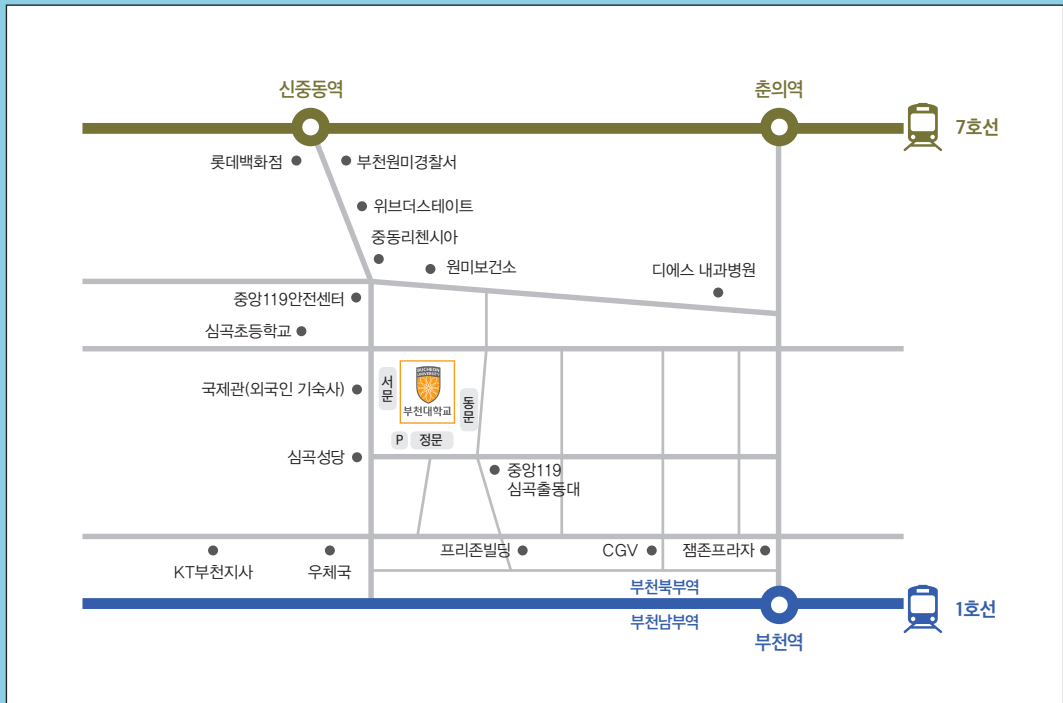 신중동역
춘의역
7호선
롯데백화점
부천원미경찰서
위브더스테이트
중동리첸시아
원미보건소
디에스 내과병원
중앙119안전센터
심곡초등학교
국제관(외국인 기숙사)
서문
BUCHEON
UNIVERSITY
부천대학교
동문
P
정문
심곡성당
중앙119
심곡출동대
프리존빌딩
CGV
잼존프라자
KT부천지사
우체국
부천북부역
부천남부역
1호선
부천역